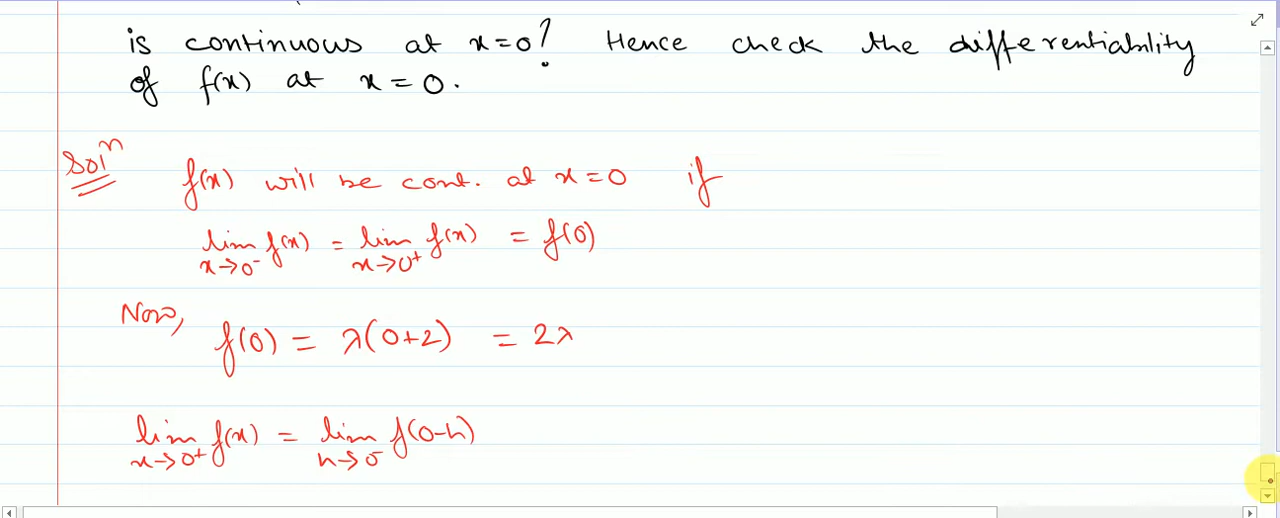 is continuous at x=0? Hence check the differentiability
of f(x) at x = 0.
Solⁿ f(x) will be cont. at x=0 if
lim x→0⁻ f(x) = lim x→0⁺ f(x) = f(0)
Now,
f(0) = λ(0+2) = 2λ
lim x→0⁺ f(x) = lim h→0⁻ f(0-h)